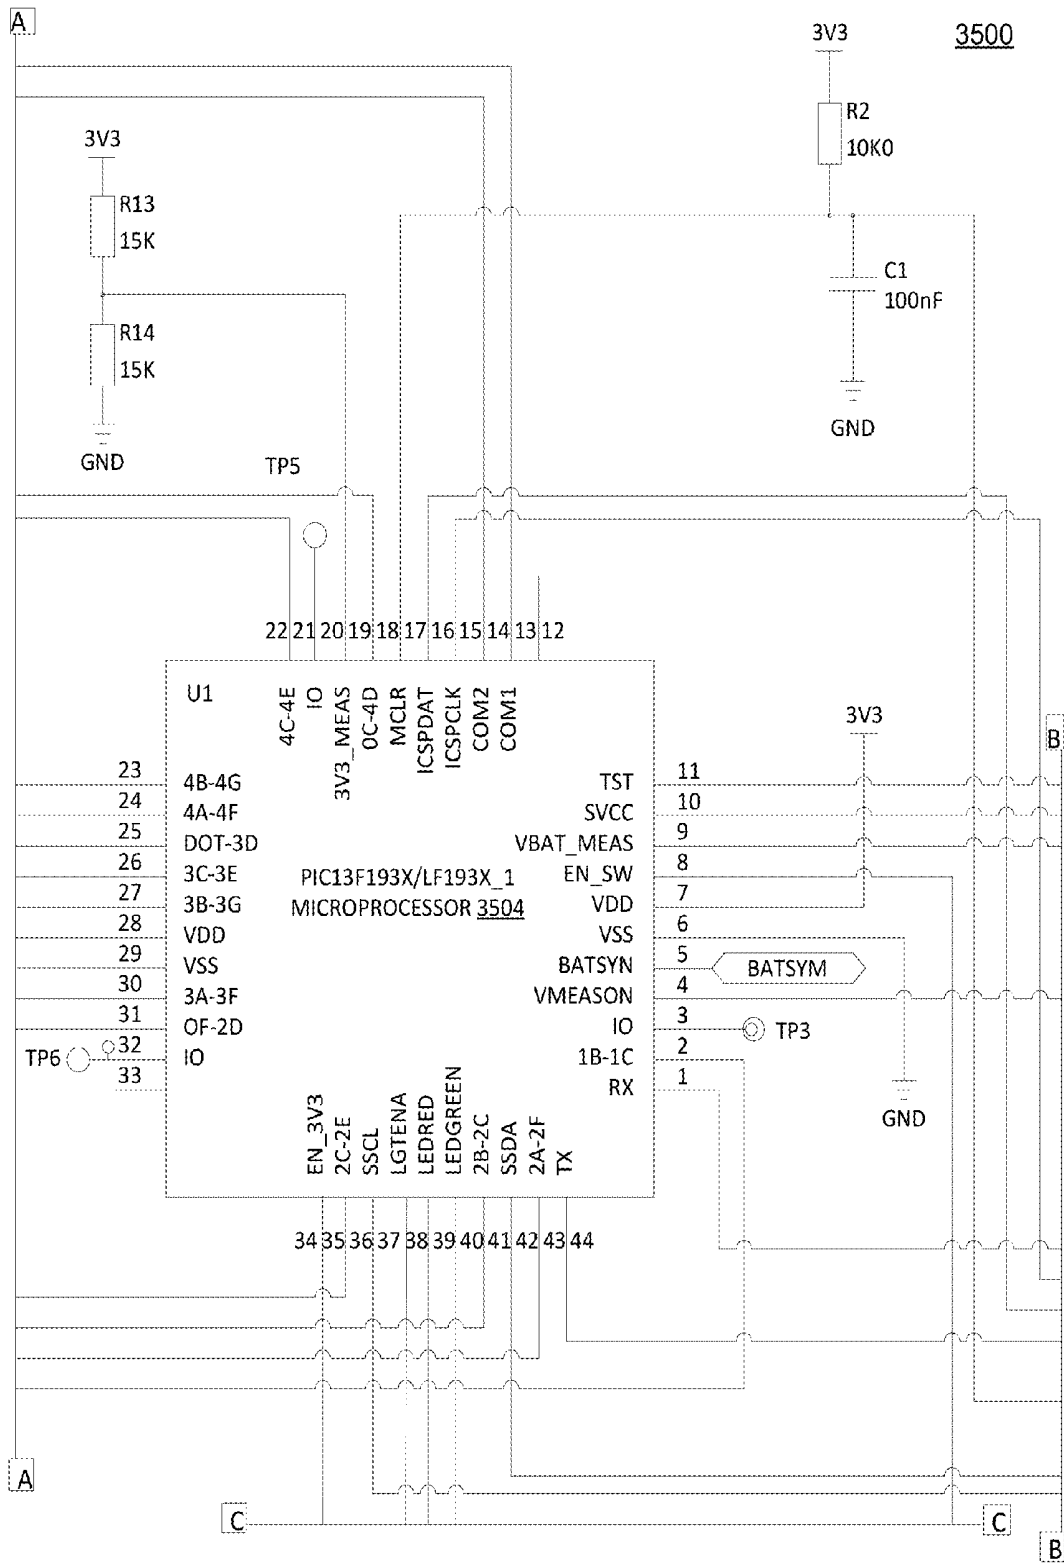 A
3500
3V3
R2
10K0
3V3
R13
15K
C1
100nF
R14
15K
GND
GND
TP5
22 21 20 19 18 17 16 15 14 13 12
U1
4C-4E
IO
3V3_MEAS
0C-4D
MCLR
ICSPDAT
ICSPCLK
COM2
COM1
3V3
B
23 4B-4G
24 4A-4F
25 DOT-3D
26 3C-3E
27 3B-3G
28 VDD
29 VSS
30 3A-3F
31 OF-2D
TP6 32 IO
33
PIC13F193X/LF193X_1
MICROPROCESSOR 3504
TST 11
SVCC 10
VBAT_MEAS 9
EN_SW 8
VDD 7
VSS 6
BATSYN 5 BATSYM
VMEASON 4
IO 3 TP3
1B-1C 2
RX 1
GND
EN_3V3
2C-2E
SSCL
LGTENA
LEDRED
LEDGREEN
2B-2C
SSDA
2A-2F
TX
34 35 36 37 38 39 40 41 42 43 44
A
C
C
B